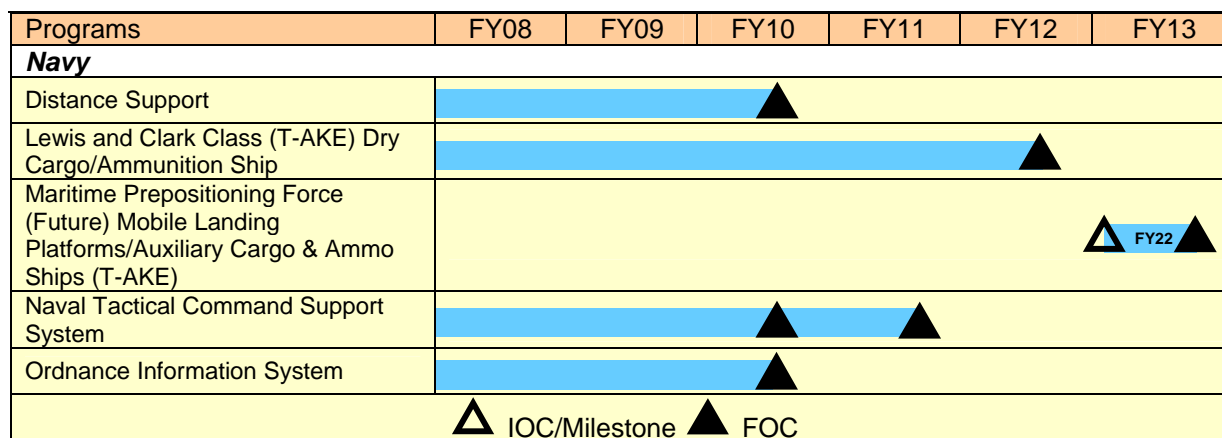 Programs FY08 FY09 FY10 FY11 FY12 FY13
Navy
Distance Support
Lewis and Clark Class (T-AKE) Dry
Cargo/Ammunition Ship
Maritime Prepositioning Force
(Future) Mobile Landing
Platforms/Auxiliary Cargo & Ammo
Ships (T-AKE)
FY22
Naval Tactical Command Support
System
Ordnance Information System
IOC/Milestone FOC